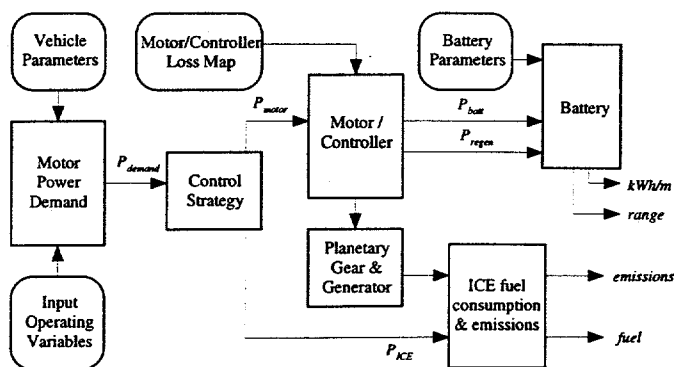 Vehicle
Parameters
Motor/Controller
Loss Map
Battery
Parameters
Battery
P_motor
Motor /
Controller
P_batt
P_regen
Motor
Power
Demand
P_demand
Control
Strategy
kWh/m
range
Planetary
Gear &
Generator
ICE fuel
consumption
& emissions
emissions
fuel
Input
Operating
Variables
P_ICE